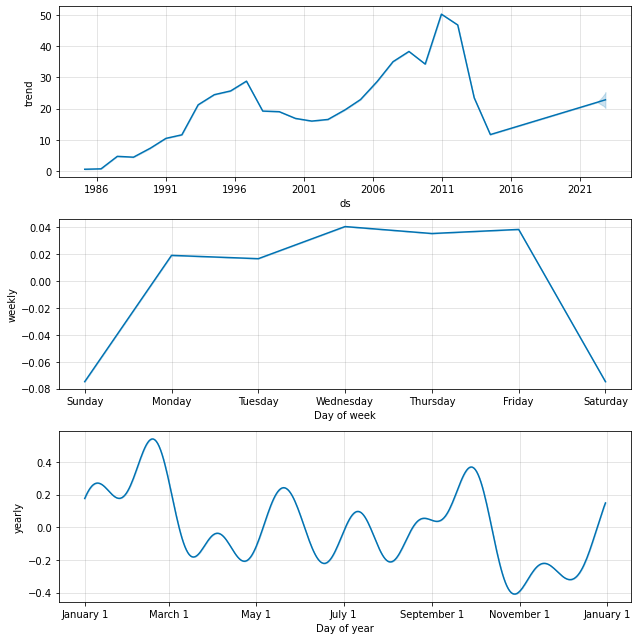 50
40
30
20
10
0
trend
1986 1991 1996 2001 2006 2011 2016 2021
ds
0.04
0.02
0.00
−0.02
−0.04
−0.06
−0.08
weekly
Sunday Monday Tuesday Wednesday Thursday Friday Saturday
Day of week
0.4
0.2
0.0
−0.2
−0.4
yearly
January 1 March 1 May 1 July 1 September 1 November 1 January 1
Day of year